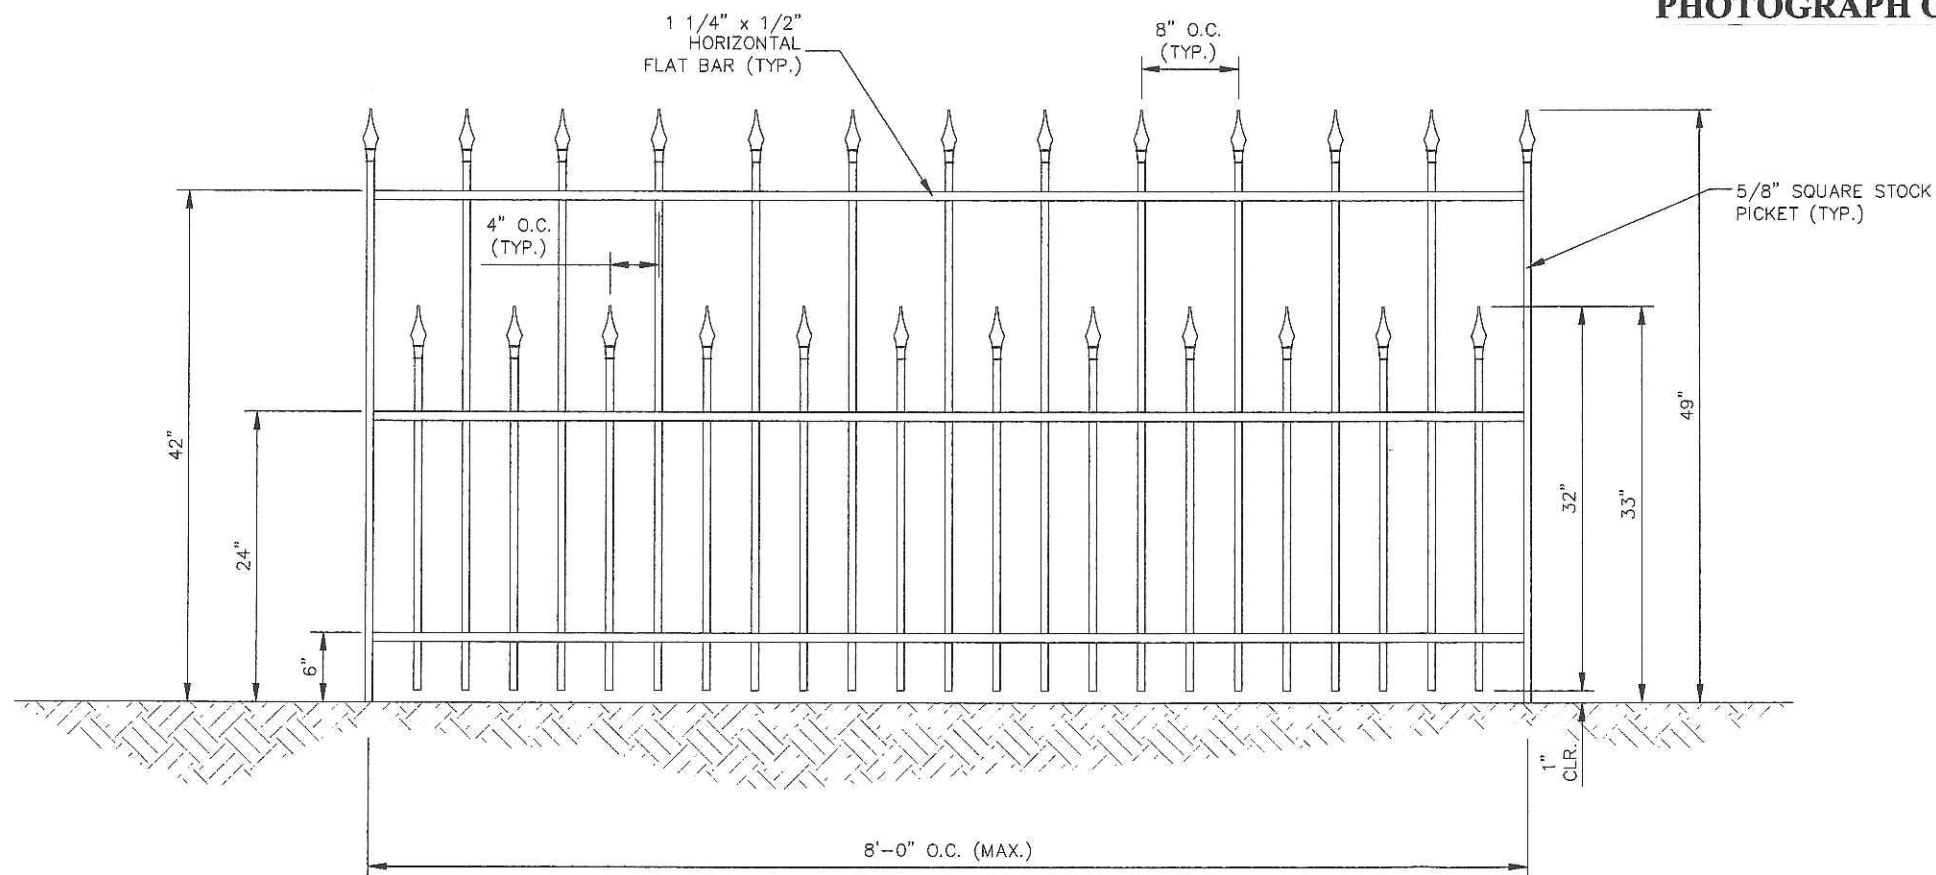 PHOTOGRAPH
1 1/4" x 1/2"
HORIZONTAL
FLAT BAR (TYP.)
8" O.C.
(TYP.)
5/8" SQUARE STOCK
PICKET (TYP.)
4" O.C.
(TYP.)
42"
24"
6"
32"
33"
49"
1"
CLR.
8'-0" O.C. (MAX.)